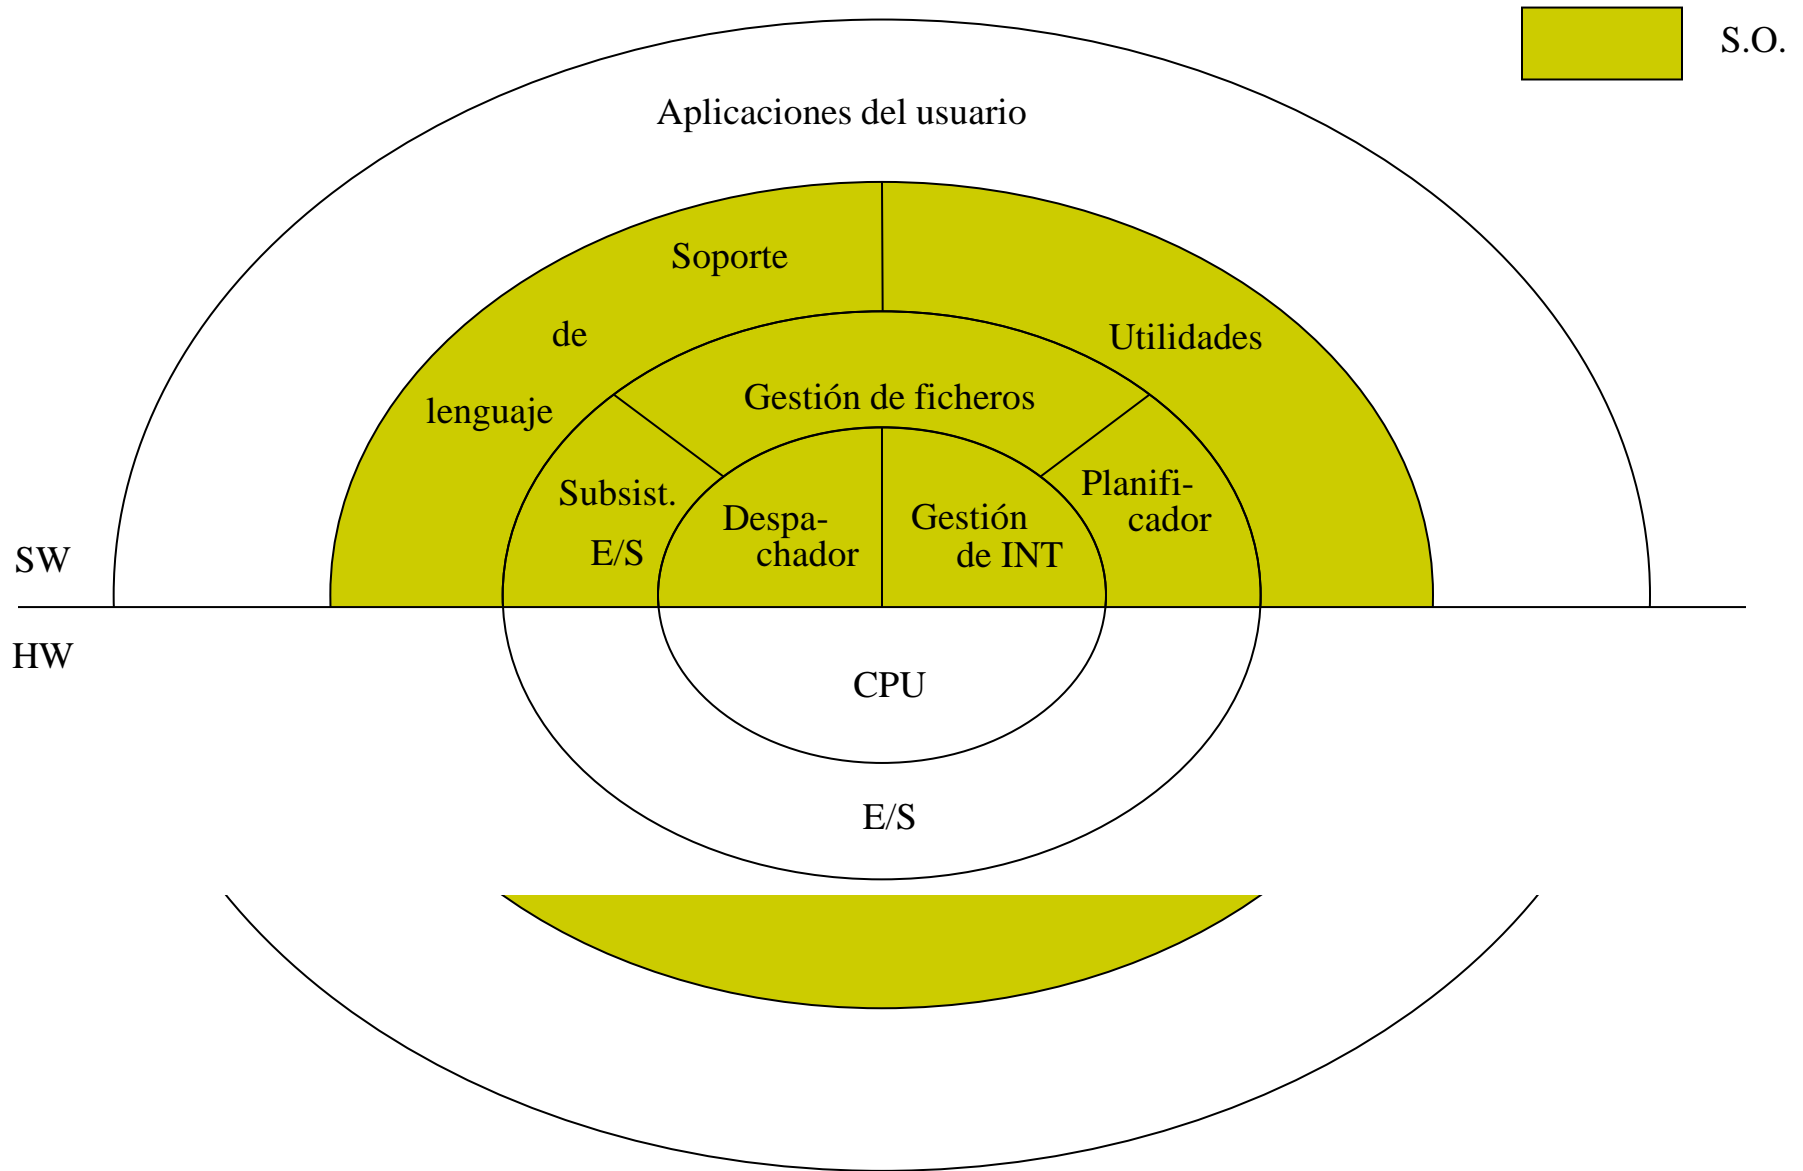 S.O.
Aplicaciones del usuario
Soporte
de
lenguaje
Utilidades
Gestión de ficheros
Subsist.
E/S
Despa-
chador
Gestión
de INT
Planifi-
cador
SW
HW
CPU
E/S